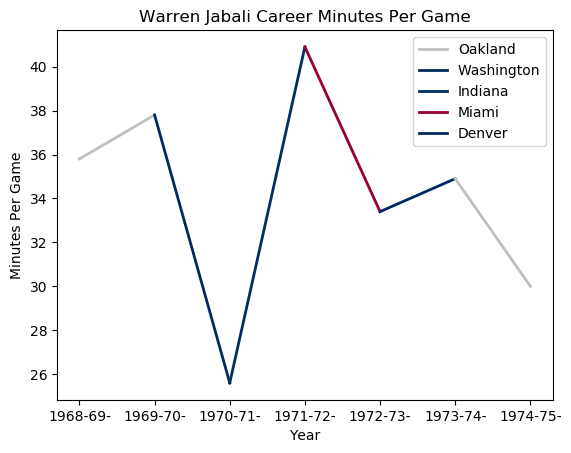 Warren Jabali Career Minutes Per Game
Oakland
Washington
Indiana
Miami
Denver
Minutes Per Game
40
38
36
34
32
30
28
26
1968-69-
1969-70-
1970-71-
1971-72-
1972-73-
1973-74-
1974-75-
Year